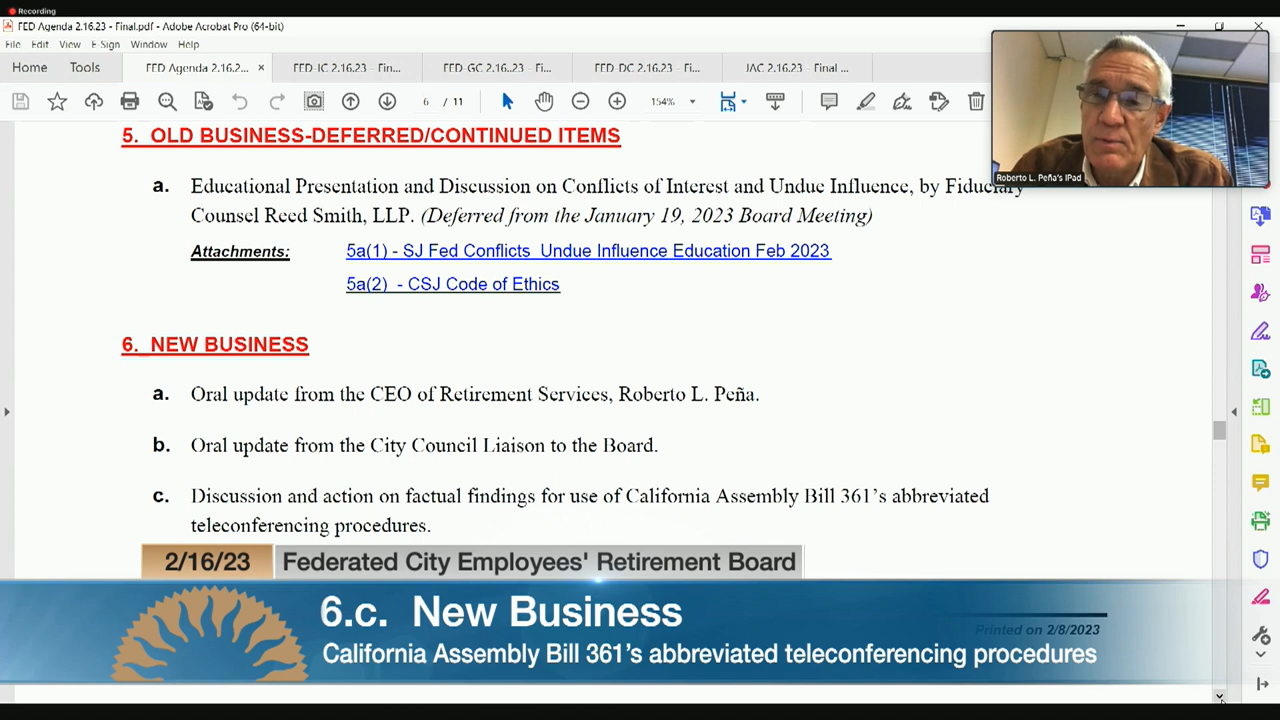 Recording
FED Agenda 2.16.23 - Final.pdf - Adobe Acrobat Pro (64-bit)
File Edit View E-Sign Window Help
Home Tools FED Agenda 2.16.2... × FED-IC 2.16.23 - Fin... FED-GC 2.16..23 - Fi... FED-DC 2.16.23 - Fi... JAC 2.16.23 - Final ...
6 / 11 154%
Roberto L. Peña's iPad
5. OLD BUSINESS-DEFERRED/CONTINUED ITEMS
a. Educational Presentation and Discussion on Conflicts of Interest and Undue Influence, by Fiduciary
Counsel Reed Smith, LLP. (Deferred from the January 19, 2023 Board Meeting)
Attachments: 5a(1) - SJ Fed Conflicts Undue Influence Education Feb 2023
5a(2) - CSJ Code of Ethics
6. NEW BUSINESS
a. Oral update from the CEO of Retirement Services, Roberto L. Peña.
b. Oral update from the City Council Liaison to the Board.
c. Discussion and action on factual findings for use of California Assembly Bill 361's abbreviated
teleconferencing procedures.
2/16/23 Federated City Employees' Retirement Board
6.c. New Business
Printed on 2/8/2023
California Assembly Bill 361's abbreviated teleconferencing procedures